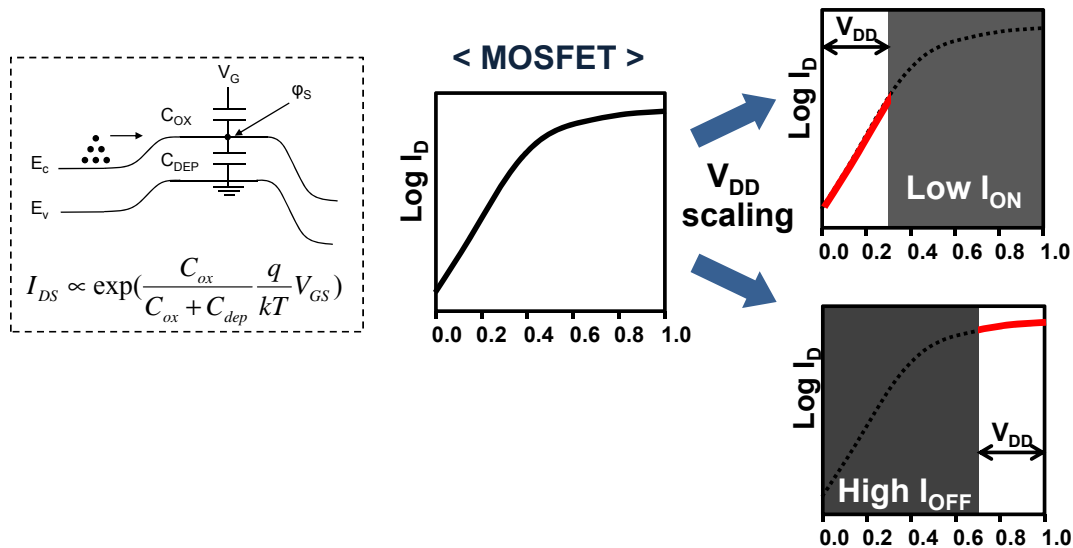 V_G
φ_S
C_OX
E_c
C_DEP
E_v
I_DS ∝ exp(C_ox / (C_ox + C_dep) q / kT V_GS)
< MOSFET >
Log I_D
0.0 0.2 0.4 0.6 0.8 1.0
V_DD
scaling
V_DD
Log I_D
Low I_ON
0.0 0.2 0.4 0.6 0.8 1.0
Log I_D
V_DD
High I_OFF
0.0 0.2 0.4 0.6 0.8 1.0